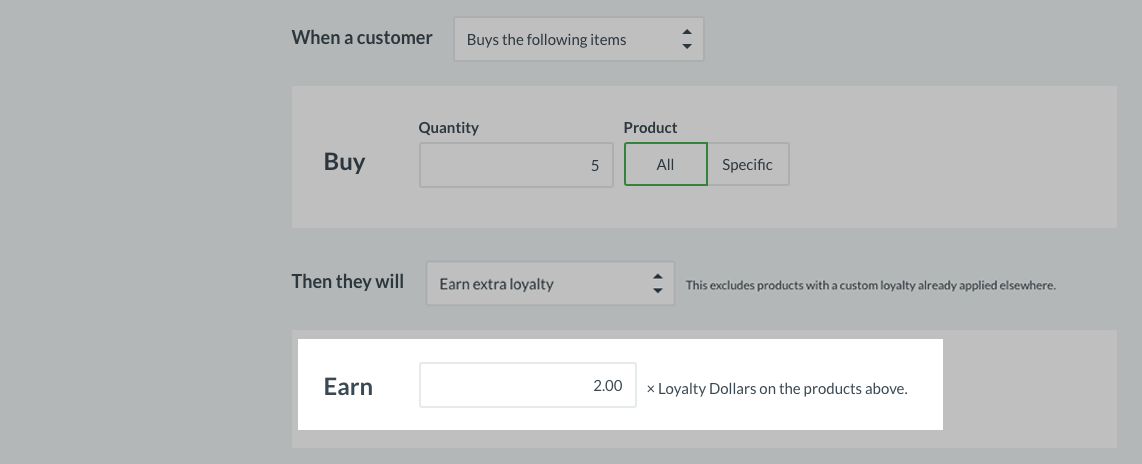 When a customer
Buys the following items
Quantity
Product
Buy
5
All
Specific
Then they will
Earn extra loyalty
This excludes products with a custom loyalty already applied elsewhere.
Earn
2.00
× Loyalty Dollars on the products above.